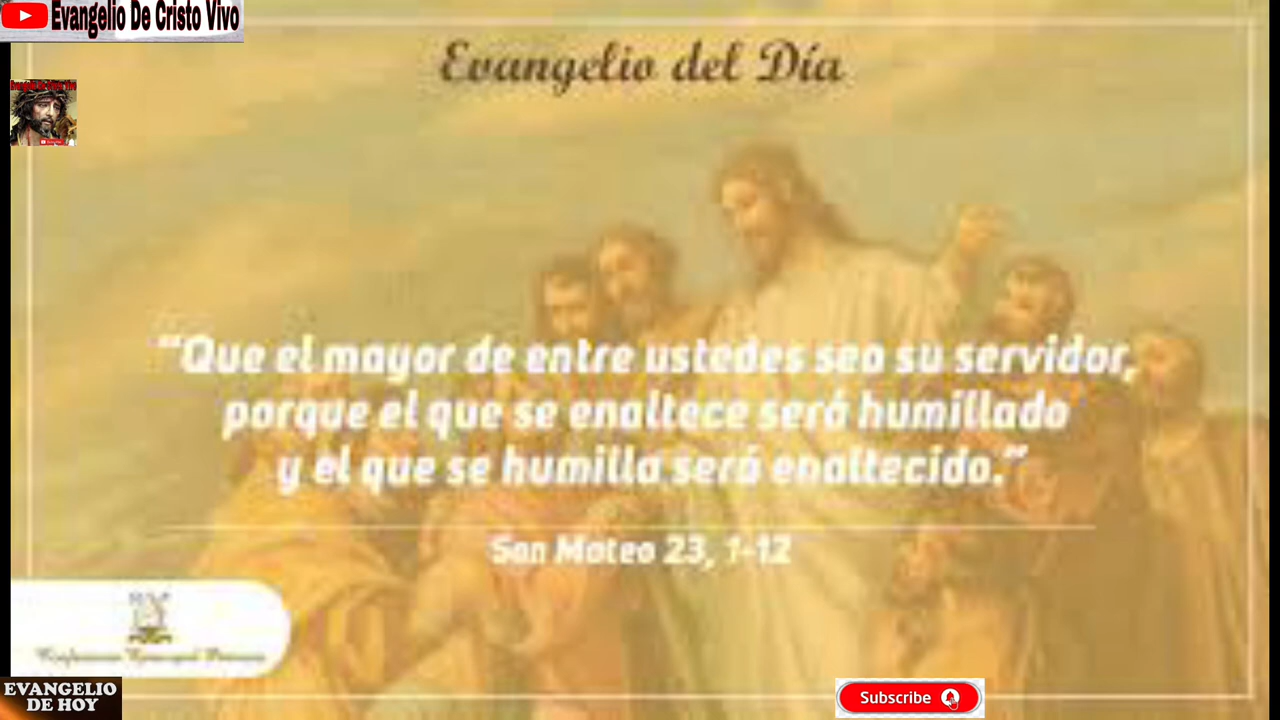 Evangelio De Cristo Vivo
Evangelio del Día
“Que el mayor de entre ustedes sea su servidor,
porque el que se enaltece será humillado
y el que se humilla será enaltecido.”
San Mateo 23, 1-12
EVANGELIO
DE HOY
Subscribe